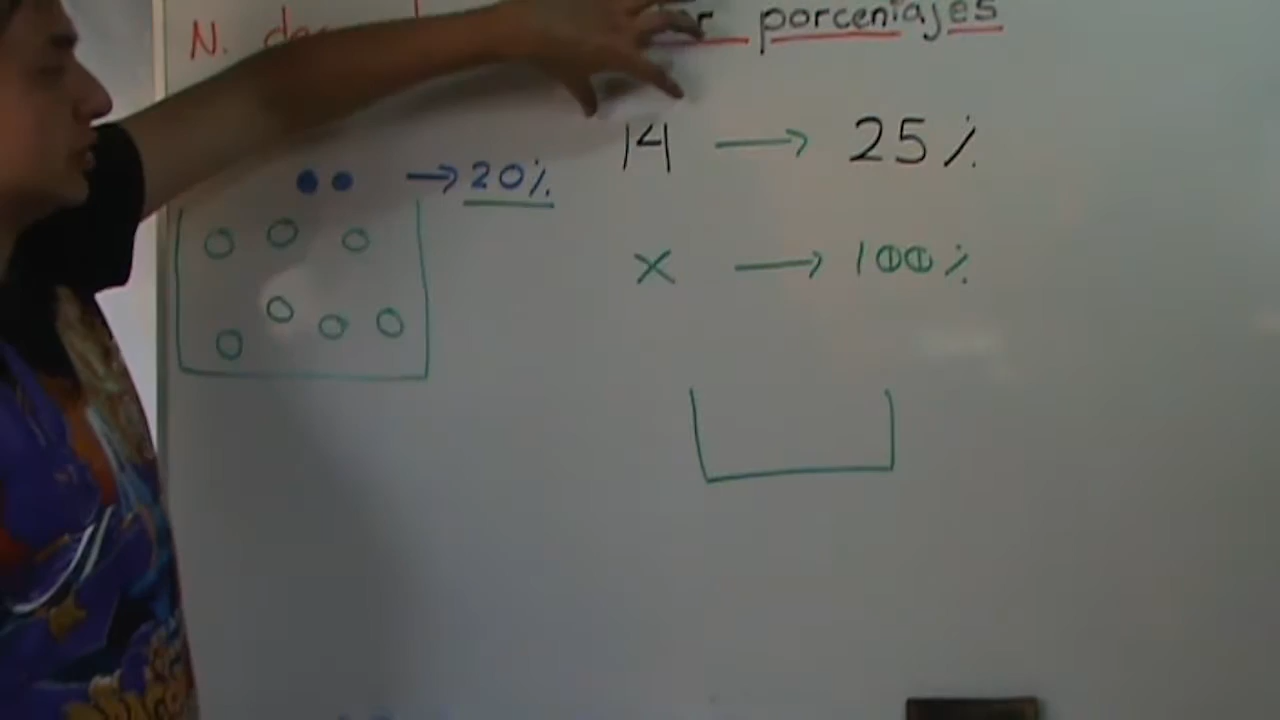 N.
porcentajes
14 → 25%
→ 20%
x → 100%